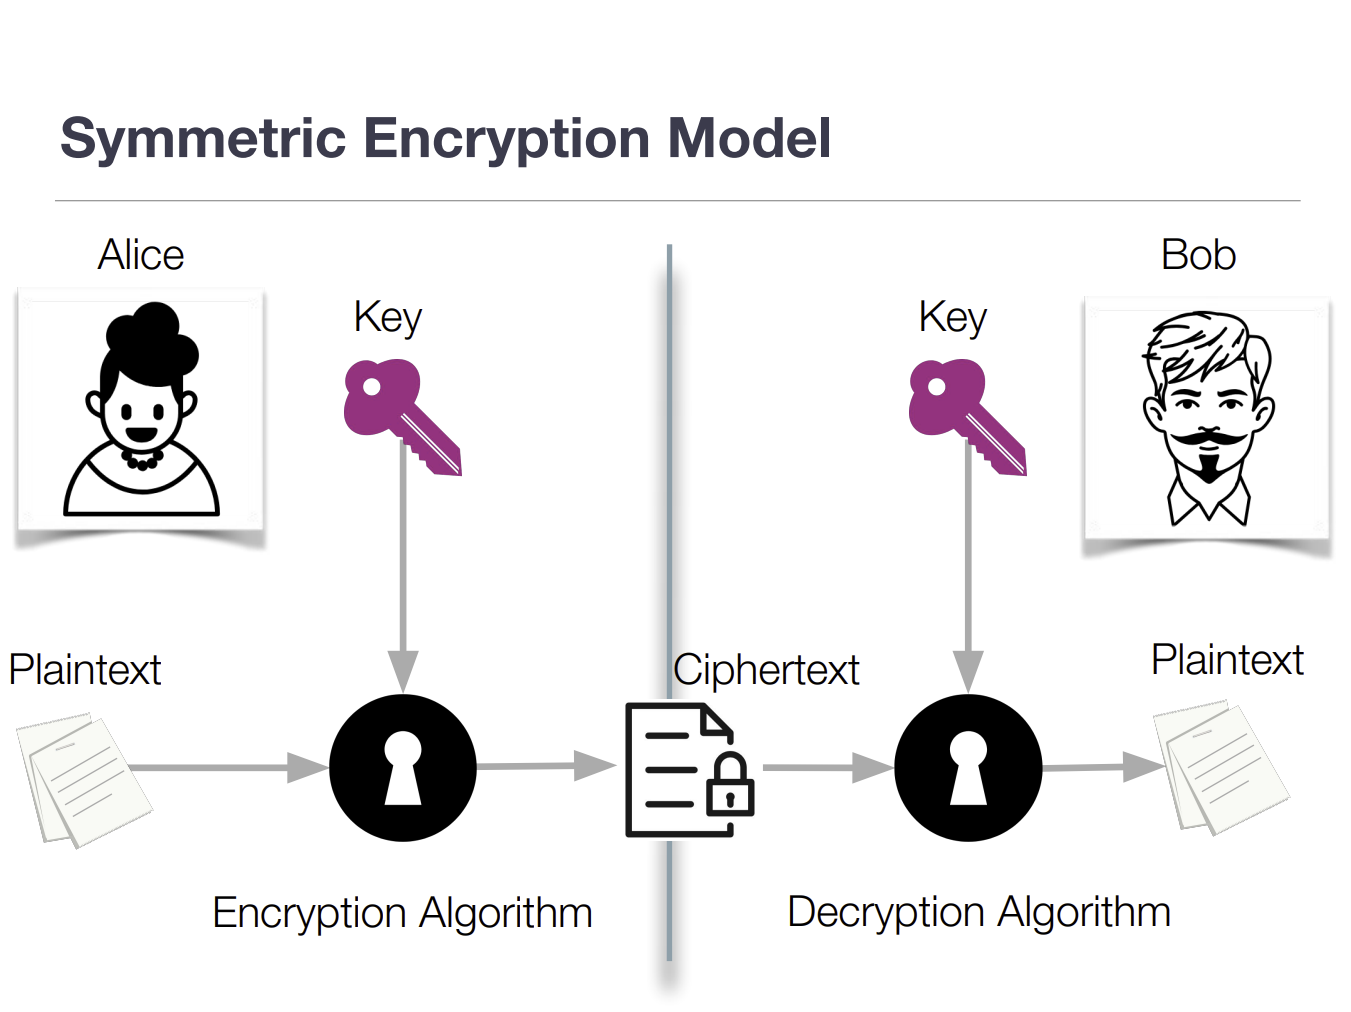 Symmetric Encryption Model
Alice
Bob
Key
Key
Plaintext
Ciphertext
Plaintext
Encryption Algorithm
Decryption Algorithm